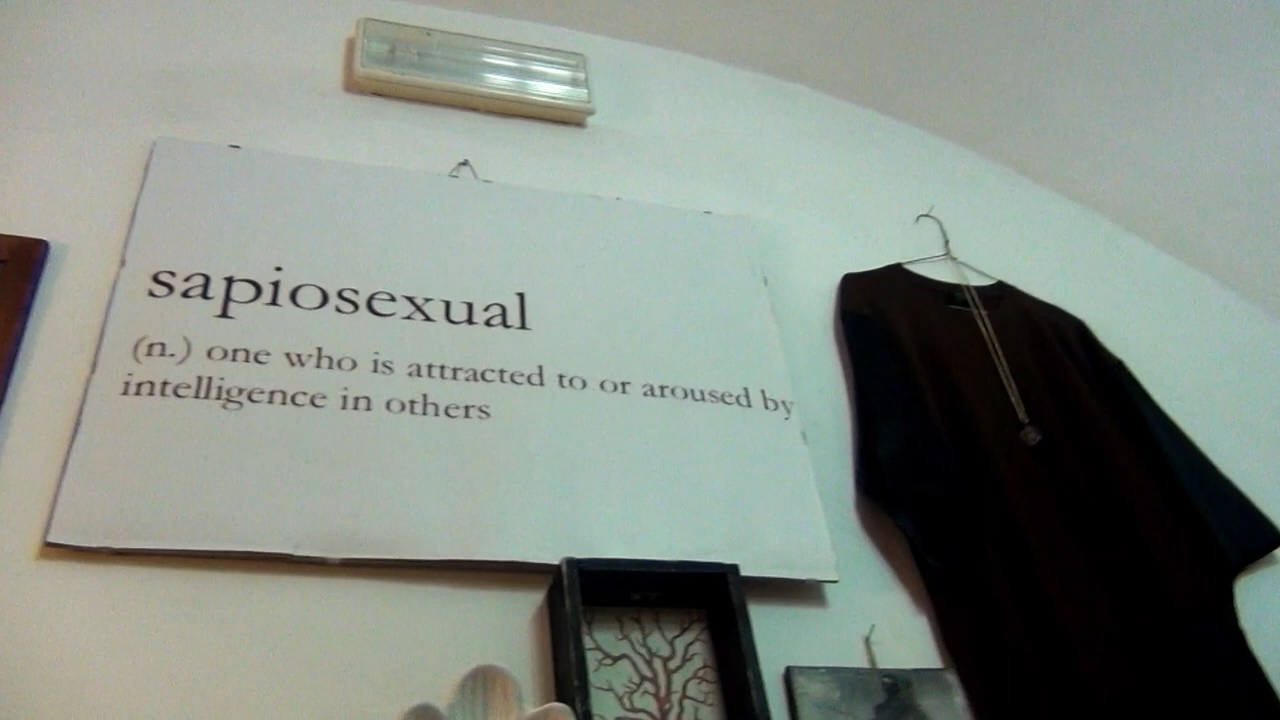 sapiosexual
(n.) one who is attracted to or aroused by
intelligence in others